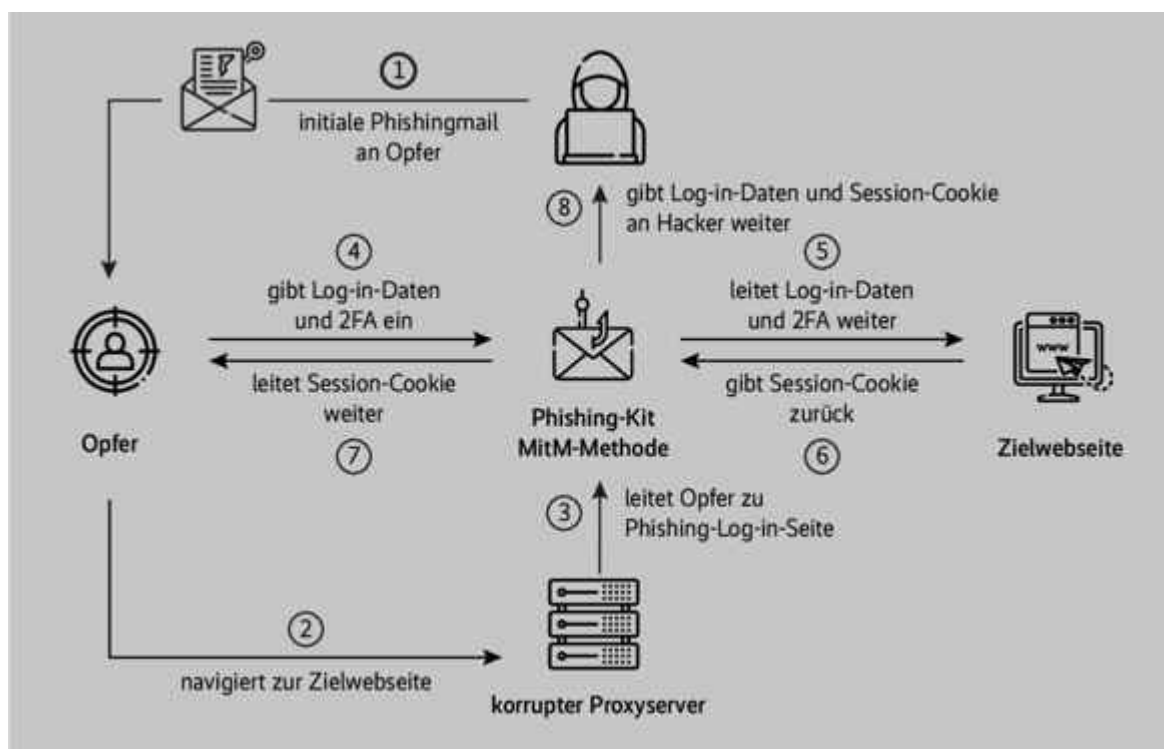 ①
initiale Phishingmail
an Opfer
⑧
gibt Log-in-Daten und Session-Cookie
an Hacker weiter
④
gibt Log-in-Daten
und 2FA ein
⑤
leitet Log-in-Daten
und 2FA weiter
www
leitet Session-Cookie
weiter
⑦
gibt Session-Cookie
zurück
⑥
Opfer
Phishing-Kit
MitM-Methode
Zielwebseite
③
leitet Opfer zu
Phishing-Log-in-Seite
②
navigiert zur Zielwebseite
korrupter Proxyserver